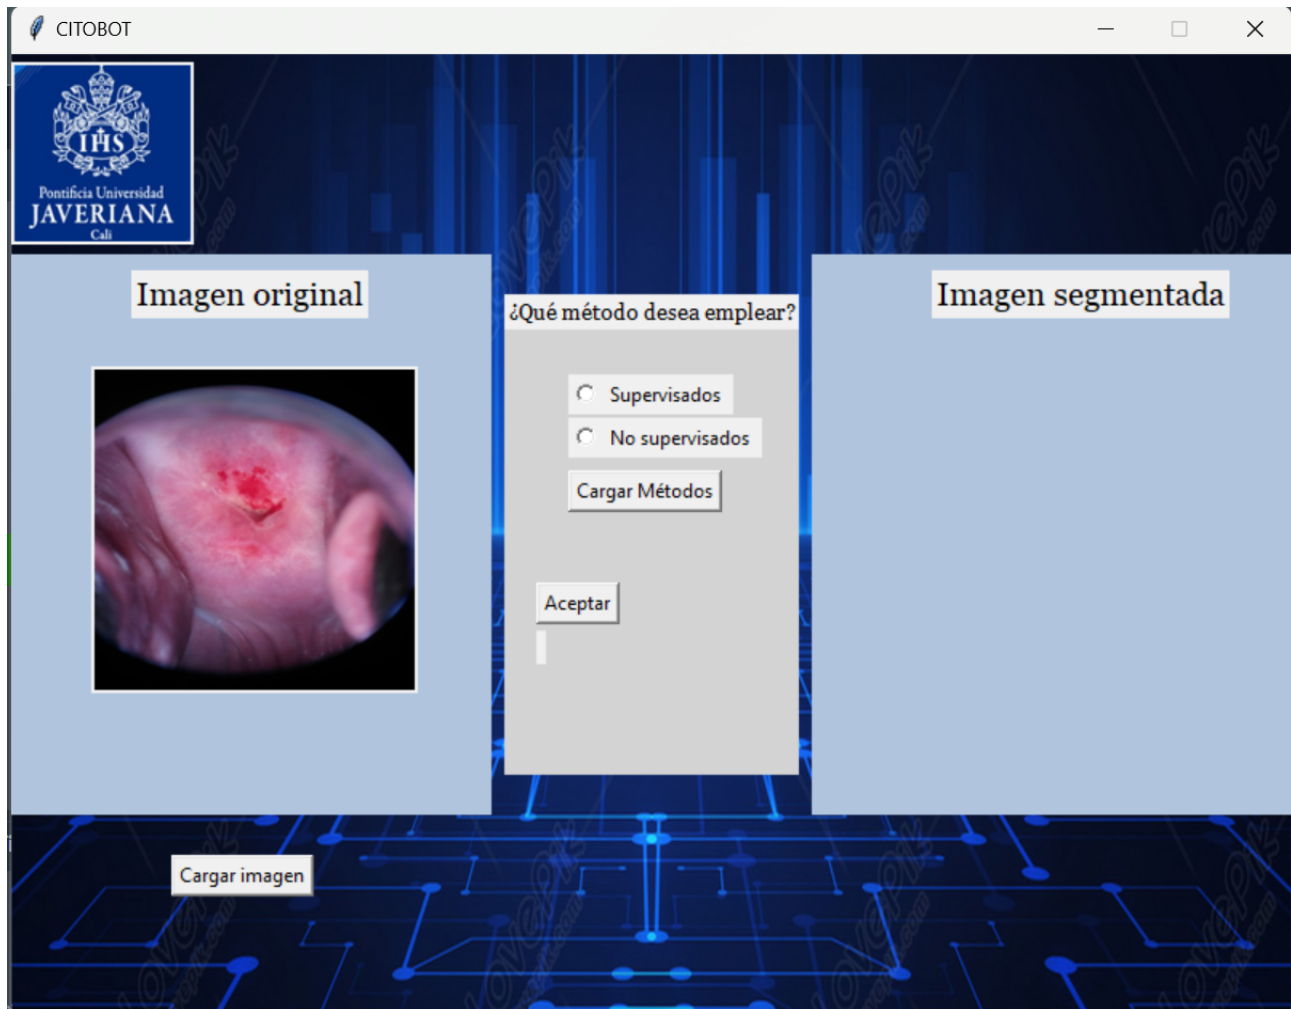 CITOBOT
IHS
Pontificia Universidad
JAVERIANA
Cali
Imagen original
¿Qué método desea emplear?
Supervisados
No supervisados
Cargar Métodos
Aceptar
Imagen segmentada
Cargar imagen